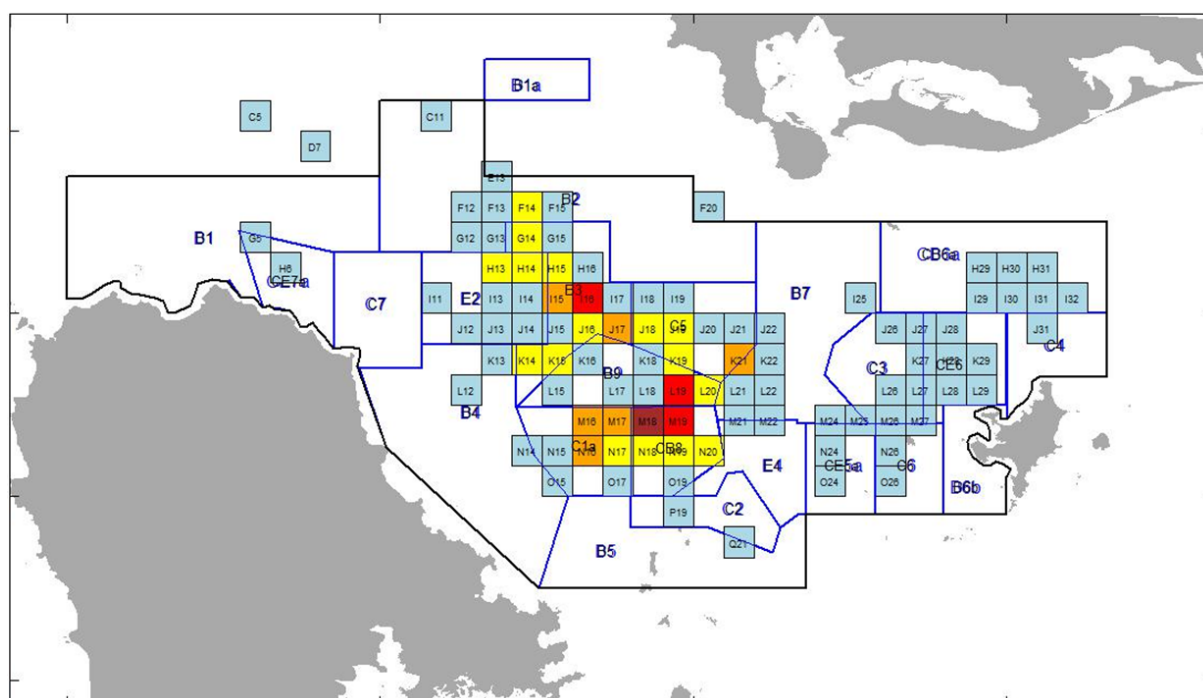 B1a
C5 C11
D7
E13
F12 F13 F14 F15 B2 F20
B1 G5 G12 G13 G14 G15
CE7a H6 H13 H14 H15 H16 CB6a H29 H30 H31
C7 I11 E2 I13 I14 I15 E3 I16 I17 I18 I19 B7 I25 I29 I30 I31 I32
J12 J13 J14 J15 J16 J17 J18 C5 J19 J20 J21 J22 J26 J27 J28 J31 C4
K13 K14 K15 K16 B9 K18 K19 K21 K22 C3 K27 CE6 K29
B4 L12 L15 L17 L18 L19 L20 L21 L22 L26 L27 L28 L29
M16 M17 M18 M19 M21 M22 M24 M25 M26 M27
N14 N15 C1a N16 N17 N18 CB8 N19 N20 E4 N24 CE5a N26 C6
O15 O17 O19 O24 O26 B6b
P19 C2
B5 Q21